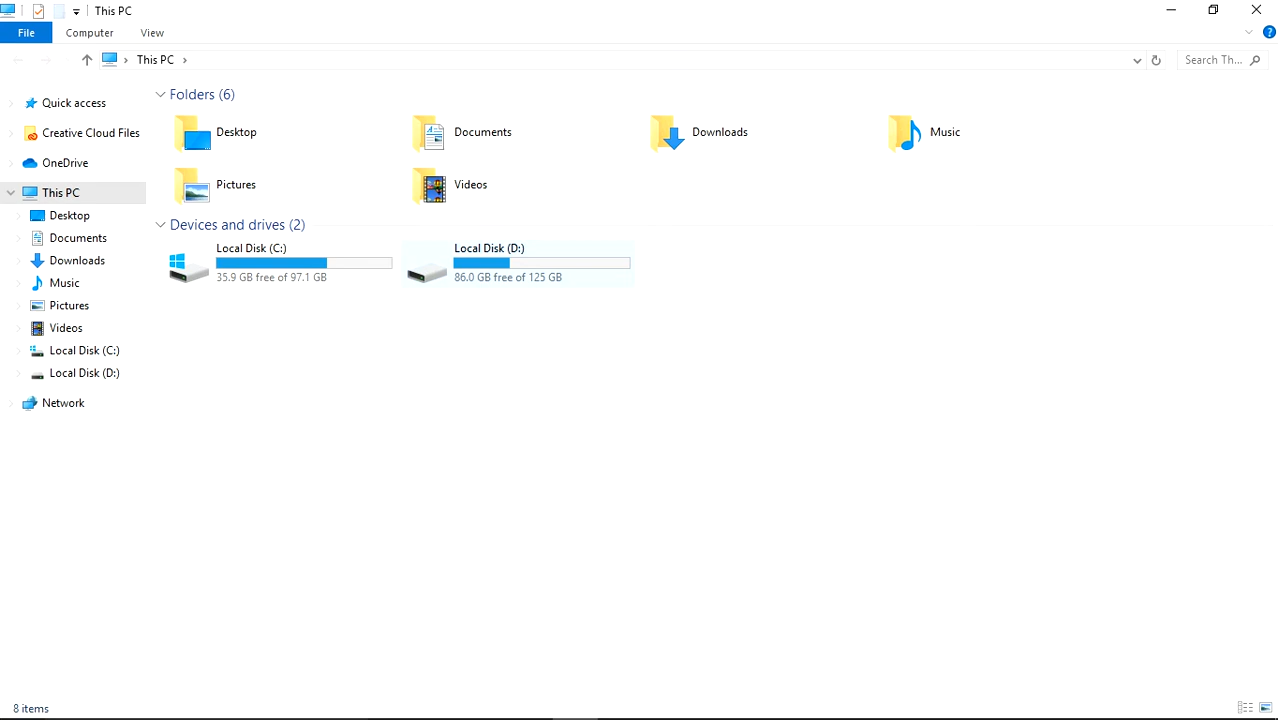 This PC
File Computer View
This PC
Search Th...
Quick access
Creative Cloud Files
OneDrive
This PC
Desktop
Documents
Downloads
Music
Pictures
Videos
Local Disk (C:)
Local Disk (D:)
Network
Folders (6)
Desktop Documents Downloads Music
Pictures Videos
Devices and drives (2)
Local Disk (C:)
35.9 GB free of 97.1 GB
Local Disk (D:)
86.0 GB free of 125 GB
8 items